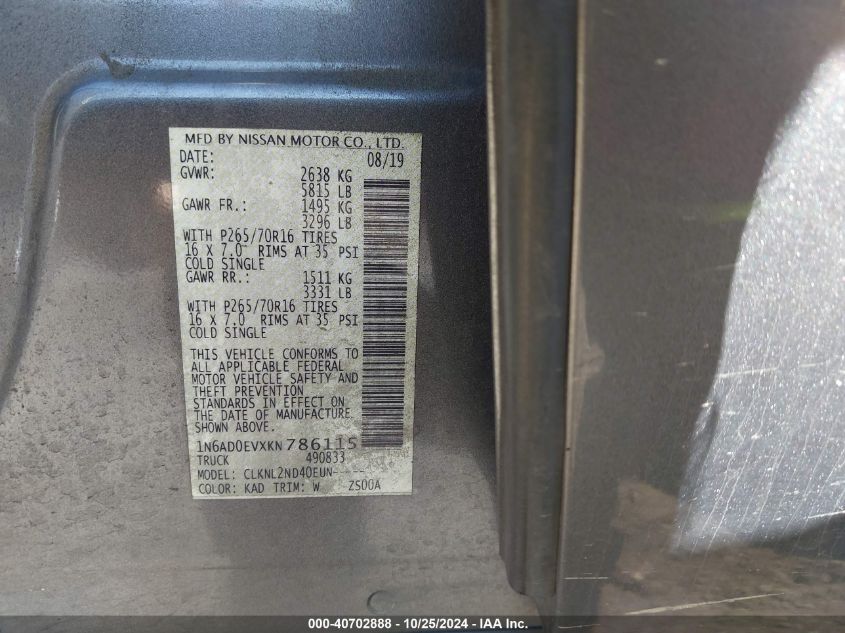 MFD BY NISSAN MOTOR CO., LTD.
DATE: 08/19
GVWR: 2638 KG
5815 LB
GAWR FR.: 1495 KG
3296 LB
WITH P265/70R16 TIRES
16 X 7.0 RIMS AT 35 PSI
COLD SINGLE
GAWR RR.: 1511 KG
3331 LB
WITH P265/70R16 TIRES
16 X 7.0 RIMS AT 35 PSI
COLD SINGLE
THIS VEHICLE CONFORMS TO
ALL APPLICABLE FEDERAL
MOTOR VEHICLE SAFETY AND
THEFT PREVENTION
STANDARDS IN EFFECT ON
THE DATE OF MANUFACTURE
SHOWN ABOVE.
1N6AD0EVXKN786115
TRUCK 490833
MODEL: CLKNL2ND40EUN-----
COLOR: KAD TRIM: W ZS00A
000-40702888 - 10/25/2024 - IAA Inc.